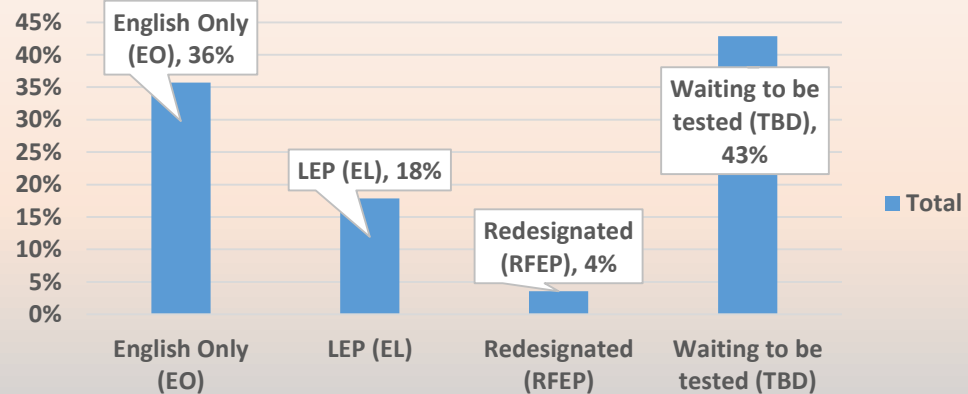 45%
40%
35%
30%
25%
20%
15%
10%
5%
0%
English Only
(EO), 36%
LEP (EL), 18%
Redesignated
(RFEP), 4%
Waiting to be
tested (TBD),
43%
Total
English Only
(EO)
LEP (EL)
Redesignated
(RFEP)
Waiting to be
tested (TBD)